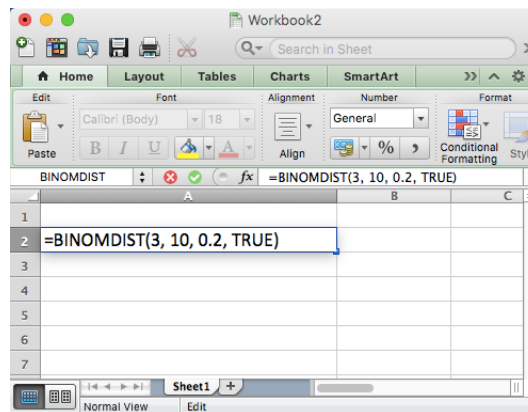 Workbook2
Search in Sheet
Home Layout Tables Charts SmartArt
Edit Font Alignment Number Format
Calibri (Body) 18 General
Paste B I U A Align % Conditional Formatting
BINOMDIST fx =BINOMDIST(3, 10, 0.2, TRUE)
A B C
1
2 =BINOMDIST(3, 10, 0.2, TRUE)
3
4
5
6
7
Sheet1
Normal View Edit